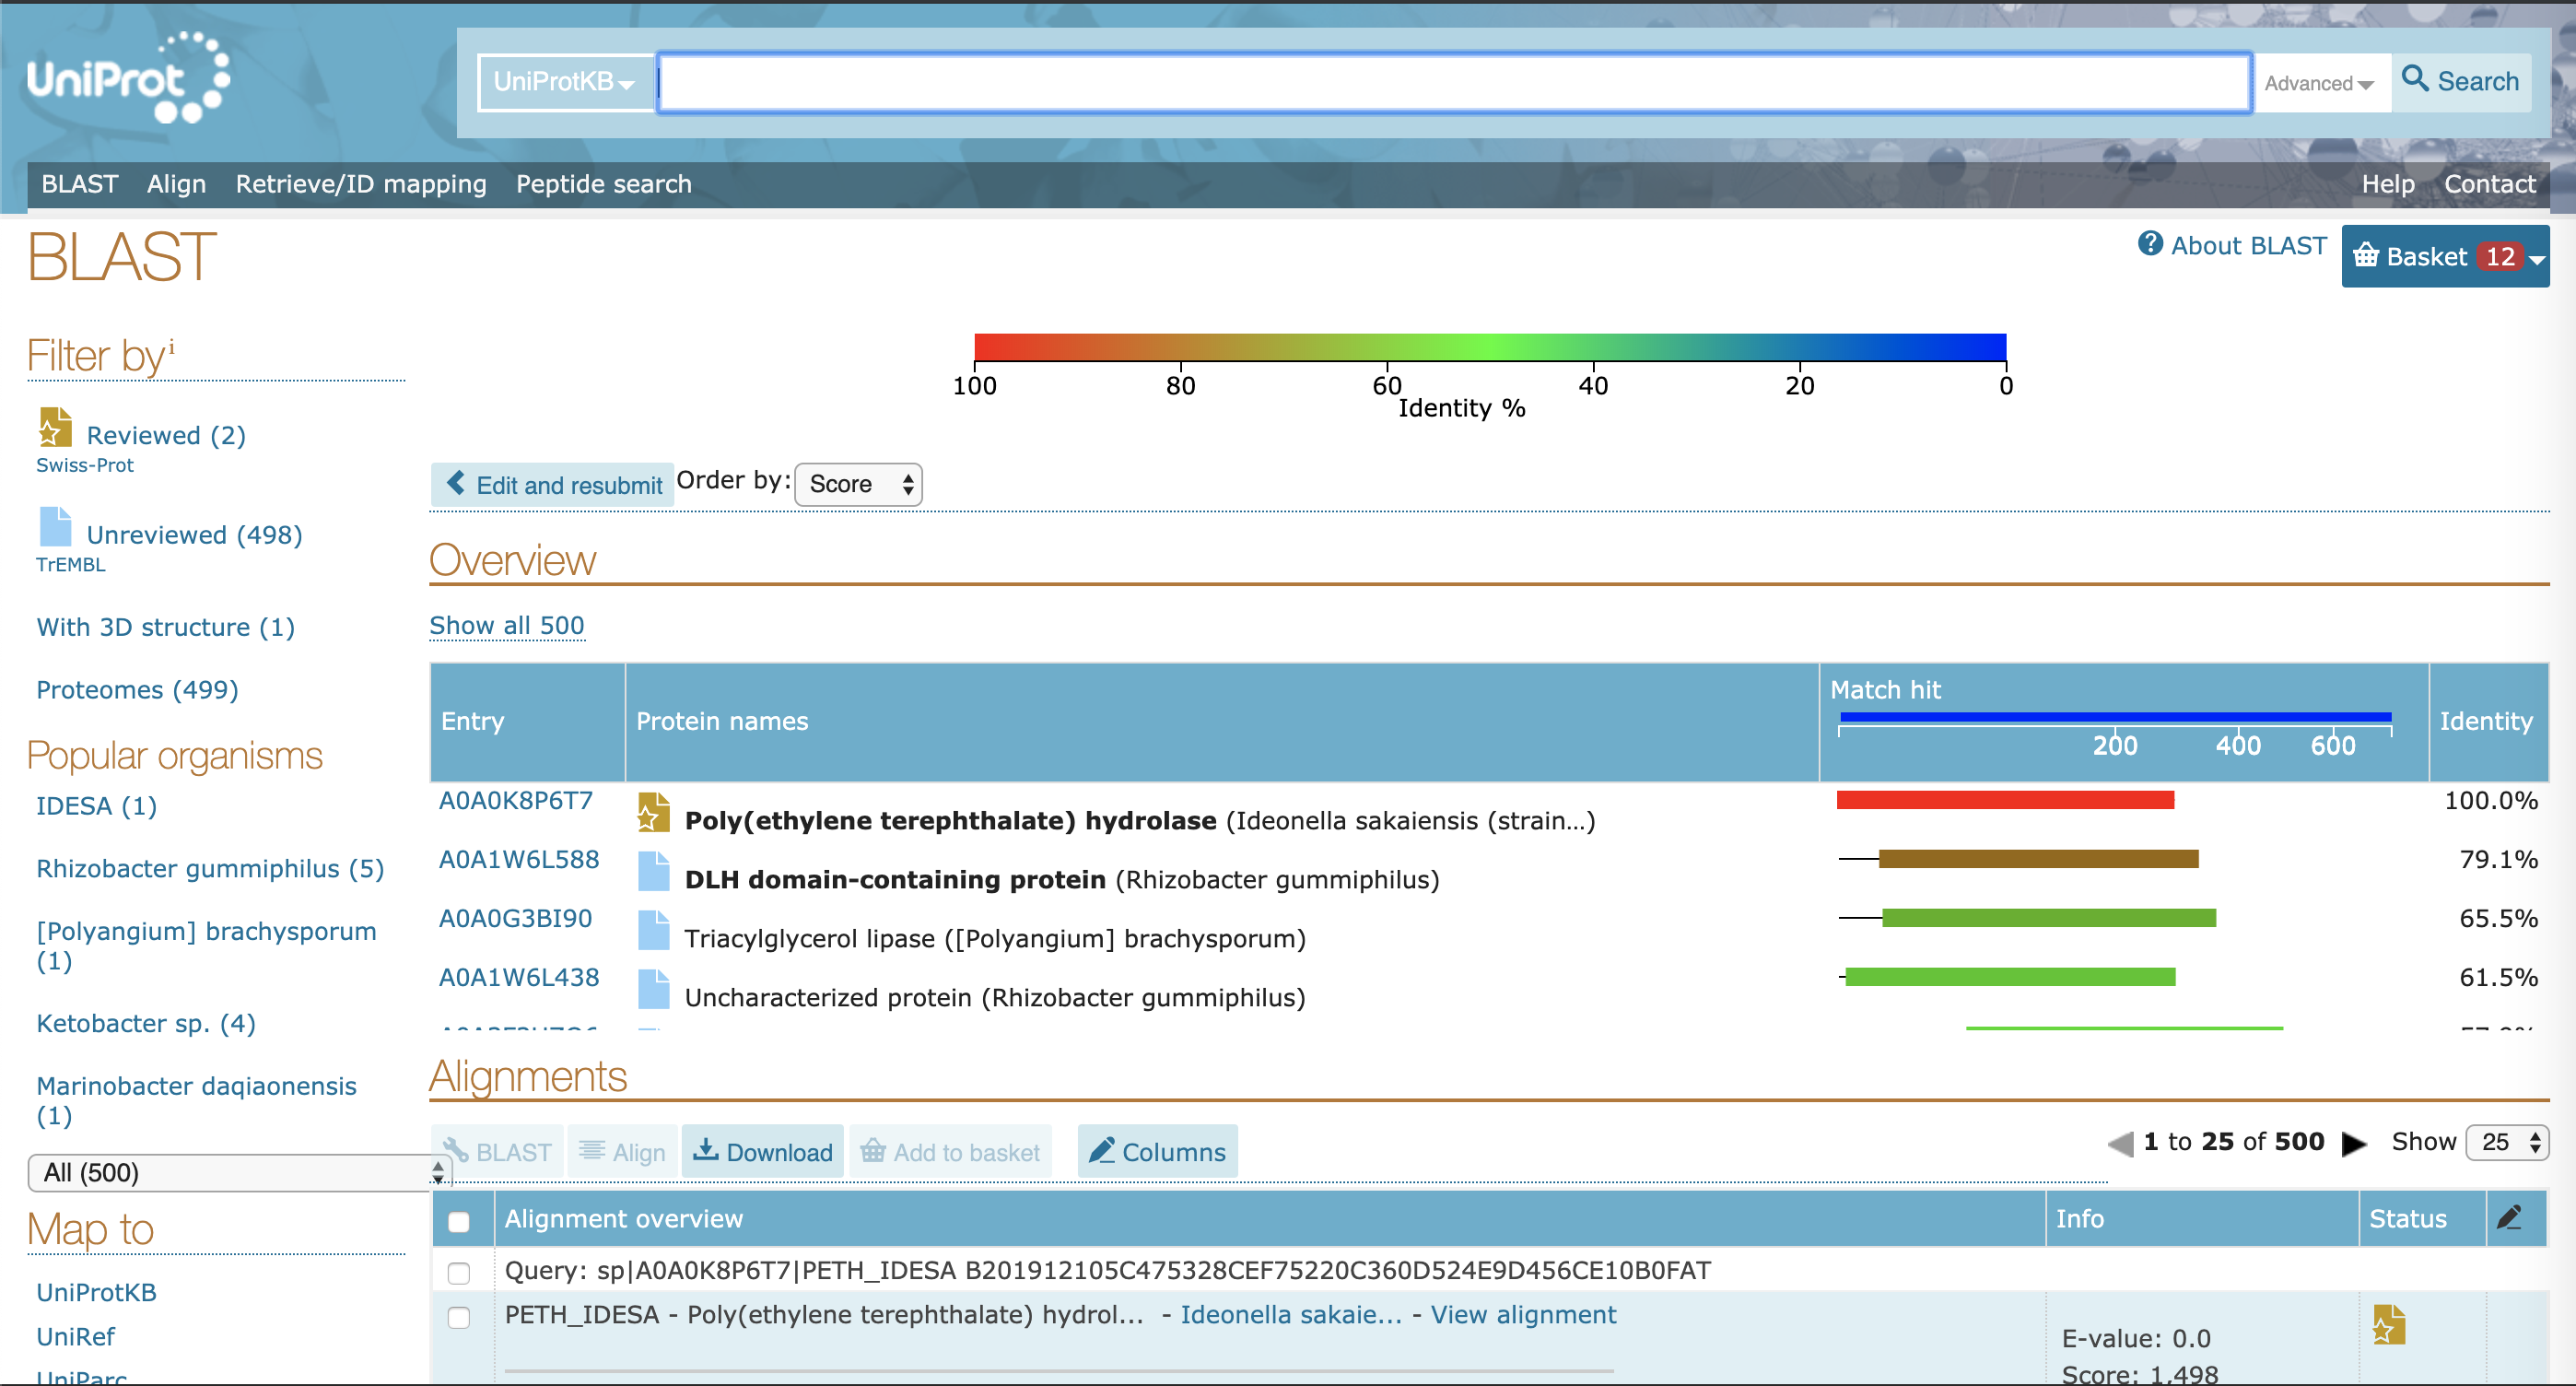 UniProt
UniProtKB
Advanced
Search
BLAST Align Retrieve/ID mapping Peptide search
Help Contact
BLAST
About BLAST
Basket 12
Filter by i
Reviewed (2)
Swiss-Prot
Unreviewed (498)
TrEMBL
With 3D structure (1)
Proteomes (499)
Popular organisms
IDESA (1)
Rhizobacter gummiphilus (5)
[Polyangium] brachysporum
(1)
Ketobacter sp. (4)
Marinobacter daqiaonensis
(1)
All (500)
Map to
UniProtKB
UniRef
UniParc
100 80 60 40 20 0
Identity %
Edit and resubmit Order by: Score
Overview
Show all 500
Entry Protein names Match hit Identity
200 400 600
A0A0K8P6T7 Poly(ethylene terephthalate) hydrolase (Ideonella sakaiensis (strain...) 100.0%
A0A1W6L588 DLH domain-containing protein (Rhizobacter gummiphilus) 79.1%
A0A0G3BI90 Triacylglycerol lipase ([Polyangium] brachysporum) 65.5%
A0A1W6L438 Uncharacterized protein (Rhizobacter gummiphilus) 61.5%
Alignments
BLAST Align Download Add to basket Columns
1 to 25 of 500 Show 25
Alignment overview Info Status
Query: sp|A0A0K8P6T7|PETH_IDESA B201912105C475328CEF75220C360D524E9D456CE10B0FAT
PETH_IDESA - Poly(ethylene terephthalate) hydrol... - Ideonella sakaie... - View alignment
E-value: 0.0
Score: 1,498